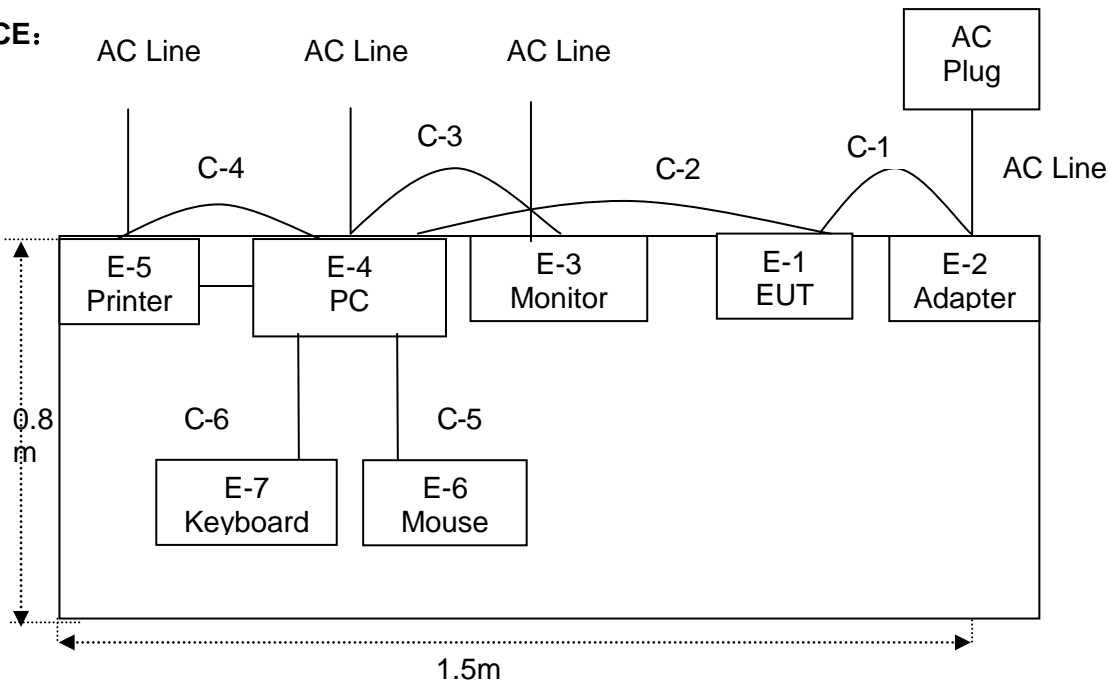 CE:
AC Line
AC Line
AC Line
AC
Plug
C-4
C-3
C-2
C-1
AC Line
E-5
Printer
E-4
PC
E-3
Monitor
E-1
EUT
E-2
Adapter
0.8
m
C-6
C-5
E-7
Keyboard
E-6
Mouse
1.5m